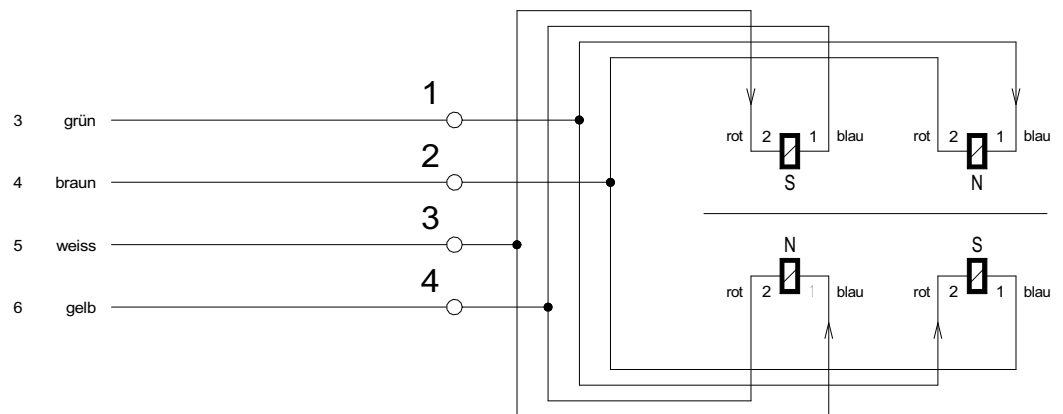 1
3 grün
rot 2 1 blau rot 2 1 blau
2
4 braun
S N
3
5 weiss
N S
4
rot 2 1 blau rot 2 1 blau
6 gelb